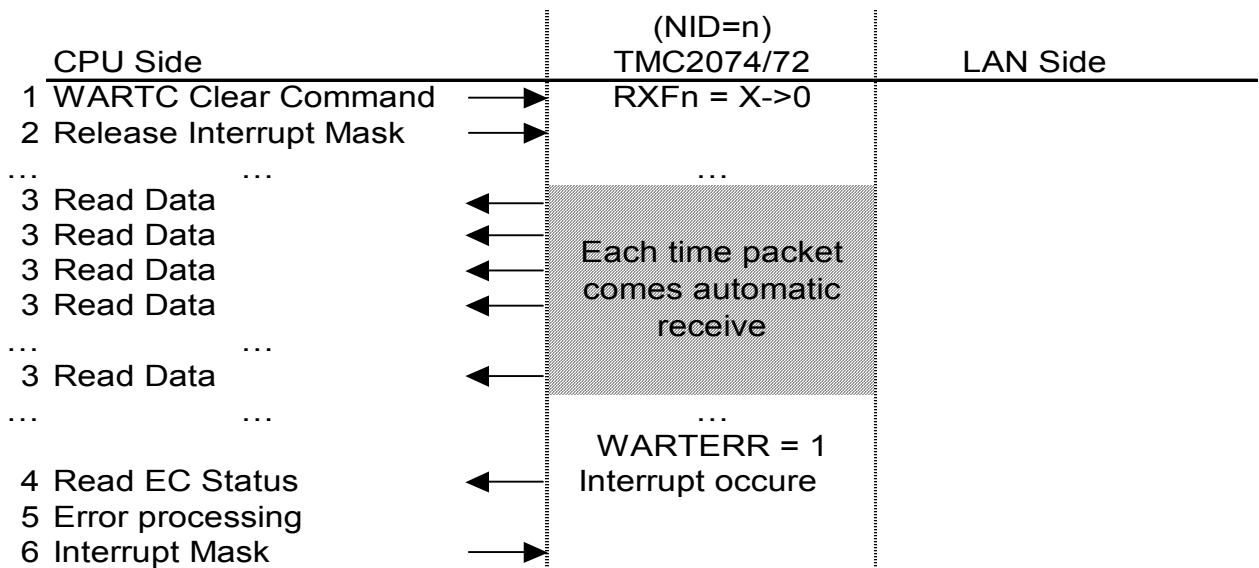 (NID=n)
CPU Side TMC2074/72 LAN Side
1 WARTC Clear Command RXFn = X->0
2 Release Interrupt Mask
... ... ...
3 Read Data
3 Read Data
Each time packet
3 Read Data
comes automatic
3 Read Data
receive
... ...
3 Read Data
... ... ...
WARTERR = 1
4 Read EC Status Interrupt occure
5 Error processing
6 Interrupt Mask